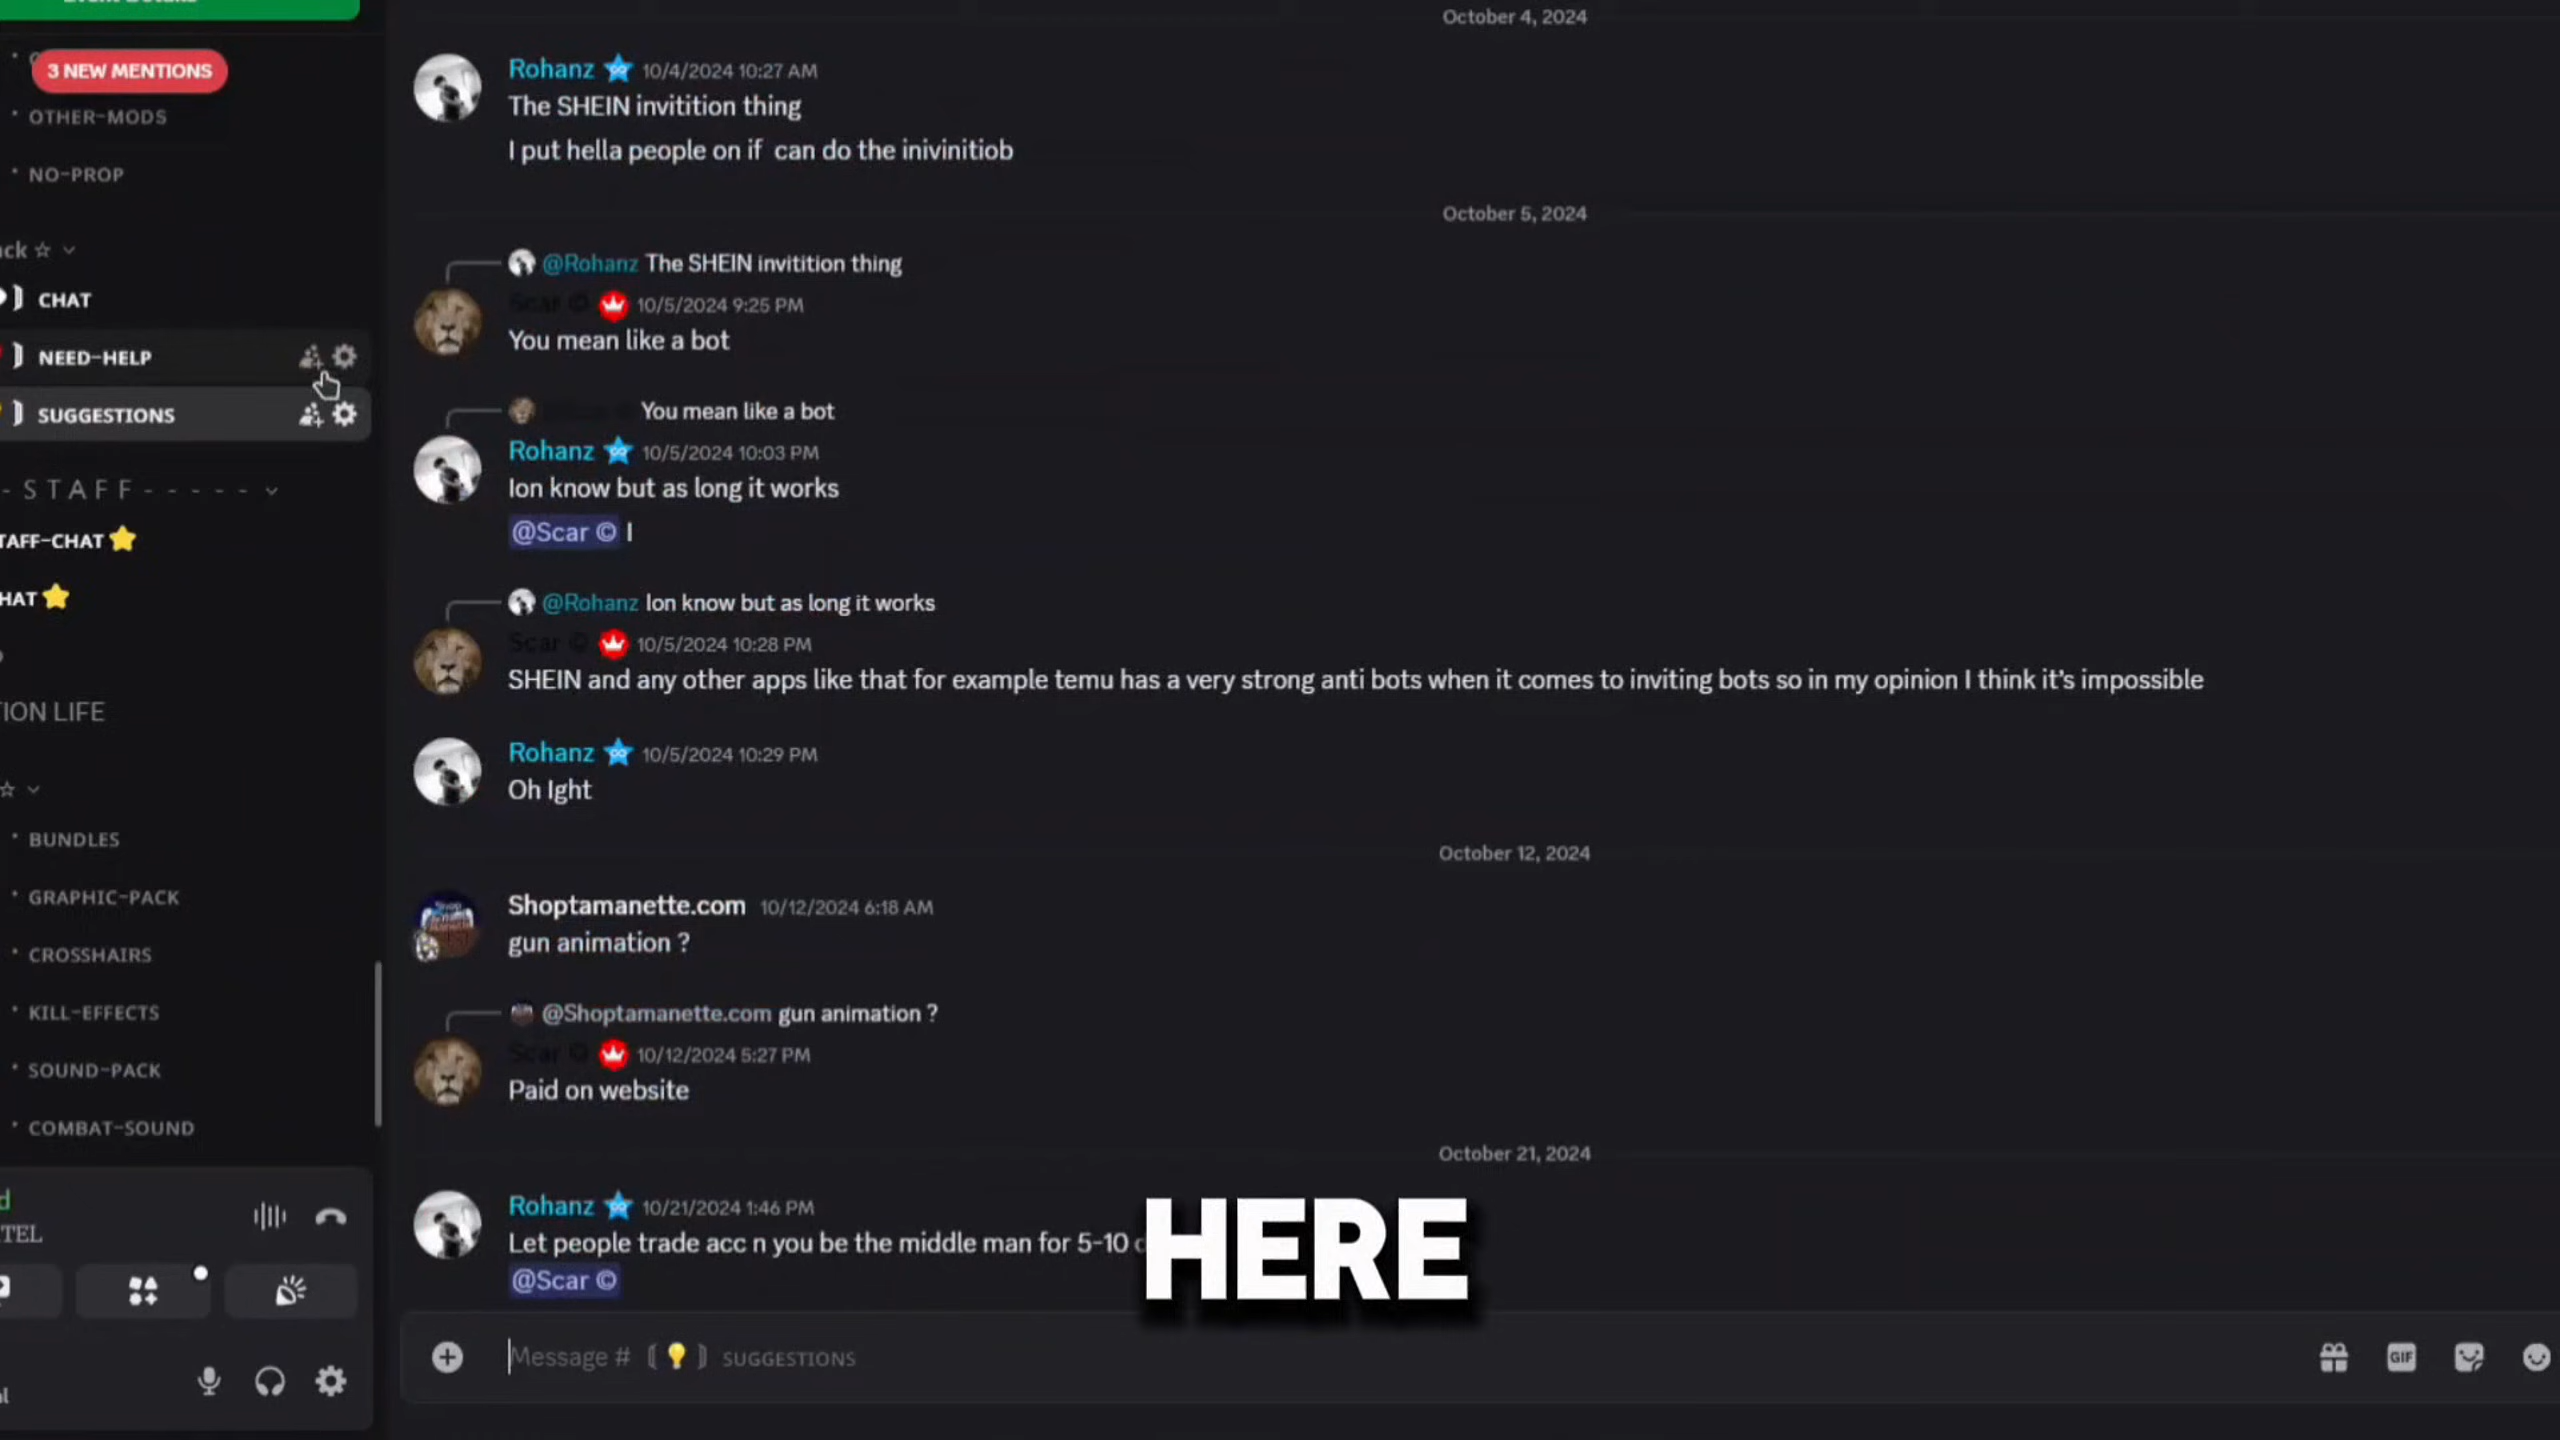 3 NEW MENTIONS
OTHER-MODS
NO-PROP
ck ☆
CHAT
NEED-HELP
SUGGESTIONS
- S T A F F - - - - -
TAFF-CHAT ⭐
HAT ⭐
TION LIFE
☆
BUNDLES
GRAPHIC-PACK
CROSSHAIRS
KILL-EFFECTS
SOUND-PACK
COMBAT-SOUND
d
TEL
October 4, 2024
Rohanz 10/4/2024 10:27 AM
The SHEIN invitition thing
I put hella people on if can do the inivinitiob
October 5, 2024
@Rohanz The SHEIN invitition thing
Scar © 10/5/2024 9:25 PM
You mean like a bot
You mean like a bot
Rohanz 10/5/2024 10:03 PM
Ion know but as long it works
@Scar © I
@Rohanz Ion know but as long it works
Scar © 10/5/2024 10:28 PM
SHEIN and any other apps like that for example temu has a very strong anti bots when it comes to inviting bots so in my opinion I think it's impossible
Rohanz 10/5/2024 10:29 PM
Oh Ight
October 12, 2024
Shoptamanette.com 10/12/2024 6:18 AM
gun animation ?
@Shoptamanette.com gun animation ?
Scar © 10/12/2024 5:27 PM
Paid on website
October 21, 2024
Rohanz 10/21/2024 1:46 PM
Let people trade acc n you be the middle man for 5-10
@Scar ©
HERE
Message # 〔💡〕 SUGGESTIONS
GIF